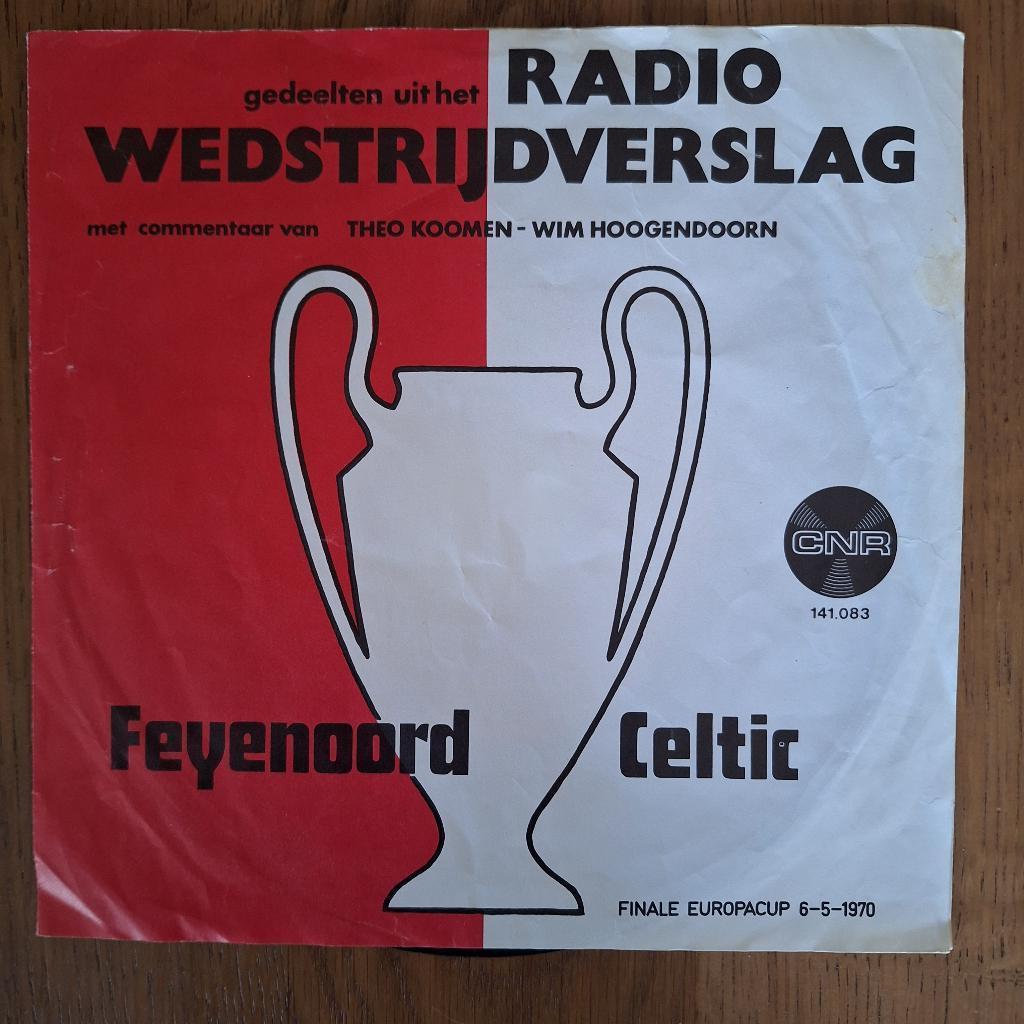 gedeelten uit het RADIO
WEDSTRIJDVERSLAG
met commentaar van THEO KOOMEN - WIM HOOGENDOORN
CNR
141.083
Feyenoord Celtic
FINALE EUROPACUP 6-5-1970